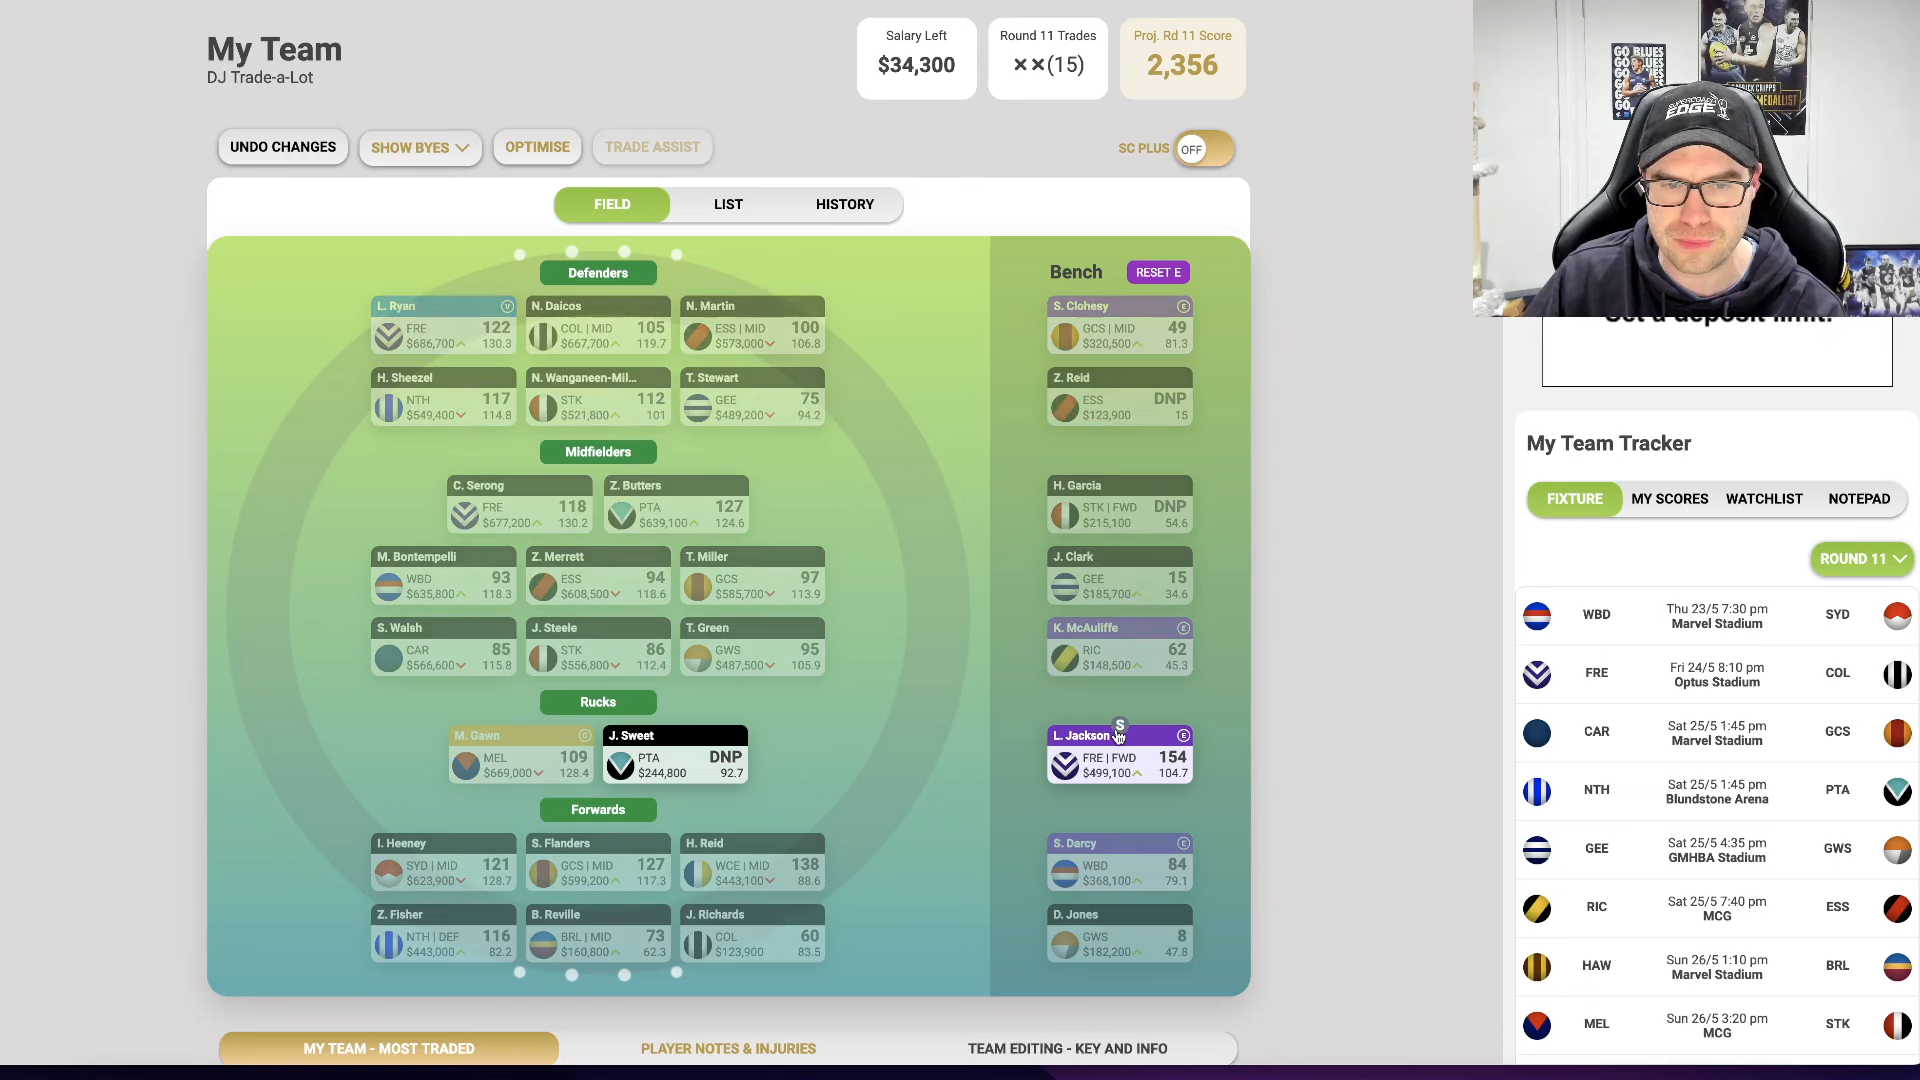 My Team
DJ Trade-a-Lot
Salary Left
$34,300
Round 11 Trades
××(15)
Proj. Rd 11 Score
2,356
UNDO CHANGES
SHOW BYES
OPTIMISE
TRADE ASSIST
SC PLUS
OFF
FIELD
LIST
HISTORY
Defenders
L. Ryan V
FRE 122
$686,700 130.3
N. Daicos
COL | MID 105
$667,700 119.7
N. Martin
ESS | MID 100
$573,000 106.8
H. Sheezel
NTH 117
$549,400 114.8
N. Wanganeen-Mil...
STK 112
$521,800 101
T. Stewart
GEE 75
$489,200 94.2
Midfielders
C. Serong
FRE 118
$677,200 130.2
Z. Butters
PTA 127
$639,100 124.6
M. Bontempelli
WBD 93
$635,800 118.3
Z. Merrett
ESS 94
$608,500 118.6
T. Miller
GCS 97
$585,700 113.9
S. Walsh
CAR 85
$566,600 115.8
J. Steele
STK 86
$556,800 112.4
T. Green
GWS 95
$487,500 105.9
Rucks
M. Gawn C
MEL 109
$669,000 128.4
J. Sweet
PTA DNP
$244,800 92.7
Forwards
I. Heeney
SYD | MID 121
$623,900 128.7
S. Flanders
GCS | MID 127
$599,200 117.3
H. Reid
WCE | MID 138
$443,100 88.6
Z. Fisher
NTH | DEF 116
$443,000 82.2
B. Reville
BRL | MID 73
$160,800 62.3
J. Richards
COL 60
$123,900 83.5
Bench
RESET E
S. Clohesy E
GCS | MID 49
$320,500 81.3
Z. Reid
ESS DNP
$123,900 15
H. Garcia
STK | FWD DNP
$215,100 54.6
J. Clark
GEE 15
$185,700 34.6
K. McAuliffe E
RIC 62
$148,500 45.3
S
L. Jackson E
FRE | FWD 154
$499,100 104.7
S. Darcy E
WBD 84
$368,100 79.1
D. Jones
GWS 8
$182,200 47.8
MY TEAM - MOST TRADED
PLAYER NOTES & INJURIES
TEAM EDITING - KEY AND INFO
GO BLUES
GO
SUPERCOACH
EDGE
MEDALLIST
Set a deposit limit!
My Team Tracker
FIXTURE
MY SCORES
WATCHLIST
NOTEPAD
ROUND 11
WBD Thu 23/5 7:30 pm SYD
Marvel Stadium
FRE Fri 24/5 8:10 pm COL
Optus Stadium
CAR Sat 25/5 1:45 pm GCS
Marvel Stadium
NTH Sat 25/5 1:45 pm PTA
Blundstone Arena
GEE Sat 25/5 4:35 pm GWS
GMHBA Stadium
RIC Sat 25/5 7:40 pm ESS
MCG
HAW Sun 26/5 1:10 pm BRL
Marvel Stadium
MEL Sun 26/5 3:20 pm STK
MCG